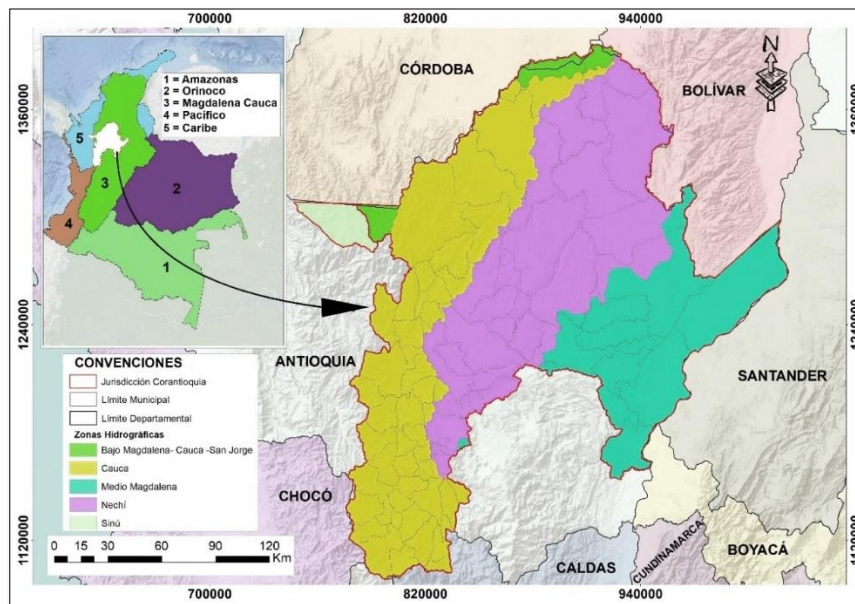 700000 820000 940000
1 = Amazonas
2 = Orinoco
3 = Magdalena Cauca
4 = Pacífico
5 = Caribe
5
3
2
4
1
CÓRDOBA
N
BOLÍVAR
1360000
1360000
1240000
1240000
ANTIOQUIA
SANTANDER
CHOCÓ
CALDAS
CUNDINAMARCA
BOYACÁ
1120000
1120000
CONVENCIONES
Jurisdicción Corantioquia
Límite Municipal
Límite Departamental
Zonas Hidrográficas
Bajo Magdalena- Cauca -San Jorge
Cauca
Medio Magdalena
Nechí
Sinú
0 15 30 60 90 120
Km
700000 820000 940000